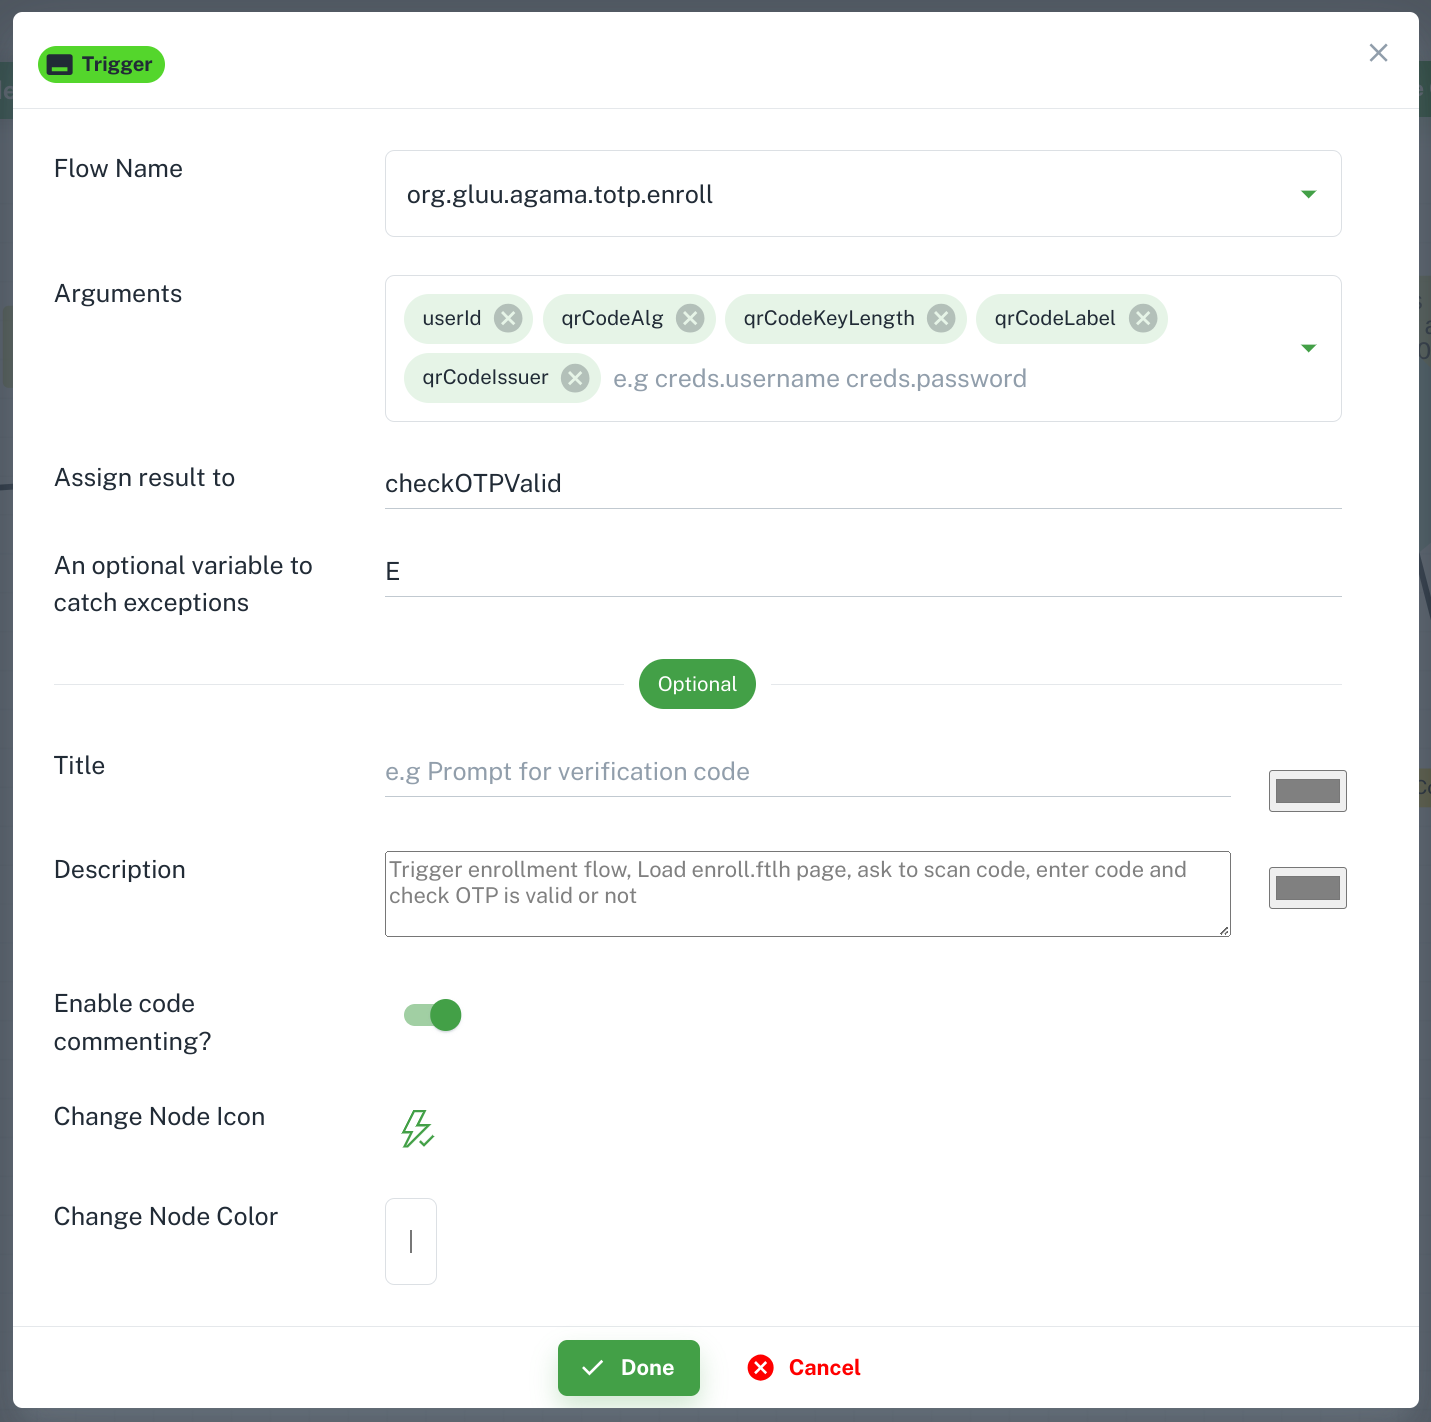 Trigger
Flow Name
org.gluu.agama.totp.enroll
Arguments
userId qrCodeAlg qrCodeKeyLength qrCodeLabel
qrCodeIssuer e.g creds.username creds.password
Assign result to
checkOTPValid
An optional variable to
catch exceptions
E
Optional
Title
e.g Prompt for verification code
Description
Trigger enrollment flow, Load enroll.ftlh page, ask to scan code, enter code and
check OTP is valid or not
Enable code
commenting?
Change Node Icon
Change Node Color
Done Cancel